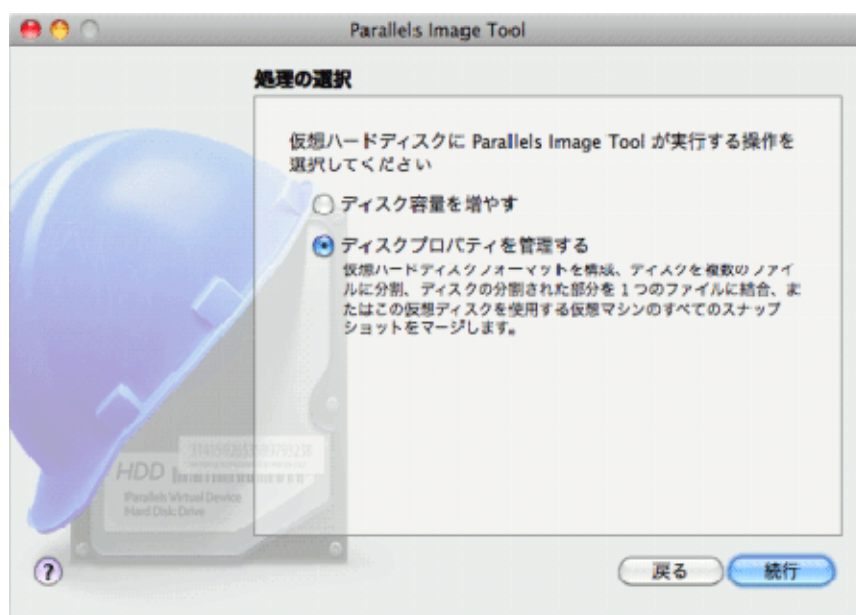 Parallels Image Tool
処理の選択
仮想ハードディスクに Parallels Image Tool が実行する操作を
選択してください
ディスク容量を増やす
ディスクプロパティを管理する
仮想ハードディスクフォーマットを構成、ディスクを複数のファイ
ルに分割、ディスクの分割された部分を 1 つのファイルに結合、ま
たはこの仮想ディスクを使用する仮想マシンのすべてのスナップ
ショットをマージします。
HDD
Parallels Virtual Device
Hard Disk Drive
?
戻る
続行